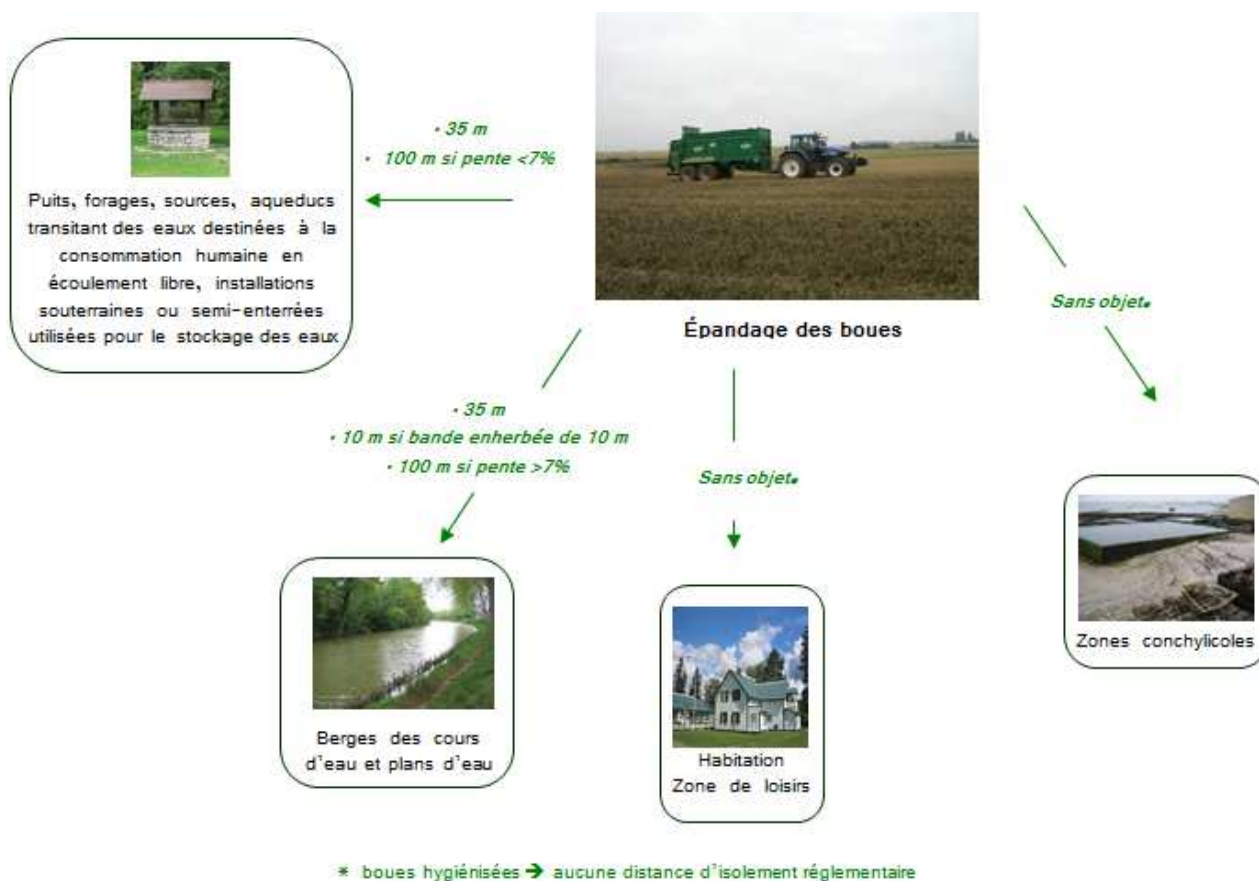 • 35 m
• 100 m si pente <7%
Puits, forages, sources, aqueducs
transitant des eaux destinées à la
consommation humaine en
écoulement libre, installations
souterraines ou semi-enterrées
utilisées pour le stockage des eaux
Épandage des boues
Sans objet*
• 35 m
• 10 m si bande enherbée de 10 m
• 100 m si pente >7%
Sans objet*
Berges des cours
d'eau et plans d'eau
Habitation
Zone de loisirs
Zones conchylicoles
* boues hygiénisées ➔ aucune distance d'isolement réglementaire